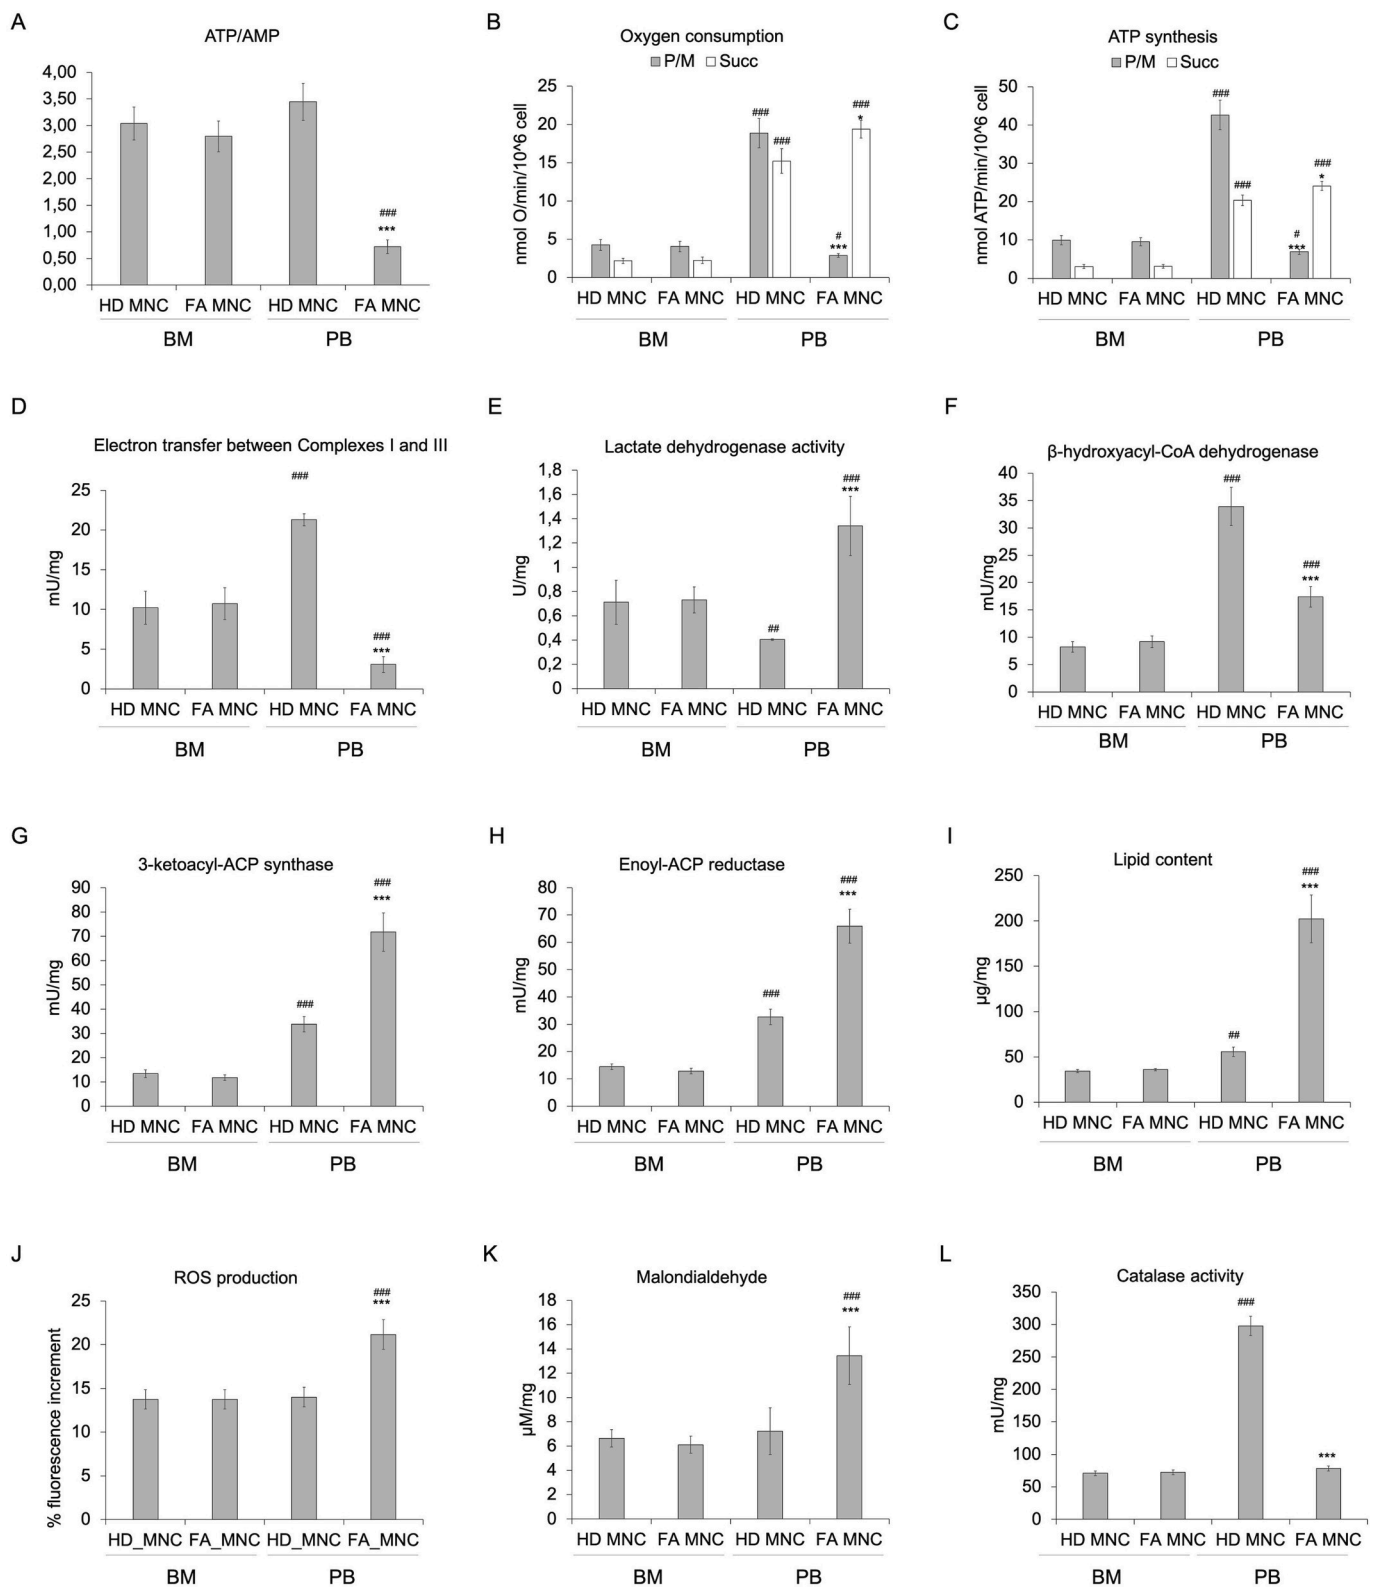 A
ATP/AMP
4,00
3,50
3,00
2,50
2,00
1,50
1,00
0,50
0,00
###
***
HD MNC FA MNC HD MNC FA MNC
BM PB
B
Oxygen consumption
P/M Succ
nmol O/min/10^6 cell
25
20
15
10
5
0
### ### # *** ### *
HD MNC FA MNC HD MNC FA MNC
BM PB
C
ATP synthesis
P/M Succ
nmol ATP/min/10^6 cell
50
40
30
20
10
0
### ### # *** ### *
HD MNC FA MNC HD MNC FA MNC
BM PB
D
Electron transfer between Complexes I and III
mU/mg
25
20
15
10
5
0
###
###
***
HD MNC FA MNC HD MNC FA MNC
BM PB
E
Lactate dehydrogenase activity
U/mg
1,8
1,6
1,4
1,2
1
0,8
0,6
0,4
0,2
0
##
###
***
HD MNC FA MNC HD MNC FA MNC
BM PB
F
β-hydroxyacyl-CoA dehydrogenase
mU/mg
40
35
30
25
20
15
10
5
0
###
###
***
HD MNC FA MNC HD MNC FA MNC
BM PB
G
3-ketoacyl-ACP synthase
mU/mg
90
80
70
60
50
40
30
20
10
0
###
###
***
HD MNC FA MNC HD MNC FA MNC
BM PB
H
Enoyl-ACP reductase
mU/mg
80
70
60
50
40
30
20
10
0
###
###
***
HD MNC FA MNC HD MNC FA MNC
BM PB
I
Lipid content
µg/mg
250
200
150
100
50
0
##
###
***
HD MNC FA MNC HD MNC FA MNC
BM PB
J
ROS production
% fluorescence increment
25
20
15
10
5
0
###
***
HD_MNC FA_MNC HD_MNC FA_MNC
BM PB
K
Malondialdehyde
µM/mg
18
16
14
12
10
8
6
4
2
0
###
***
HD MNC FA MNC HD MNC FA MNC
BM PB
L
Catalase activity
mU/mg
350
300
250
200
150
100
50
0
###
***
HD MNC FA MNC HD MNC FA MNC
BM PB